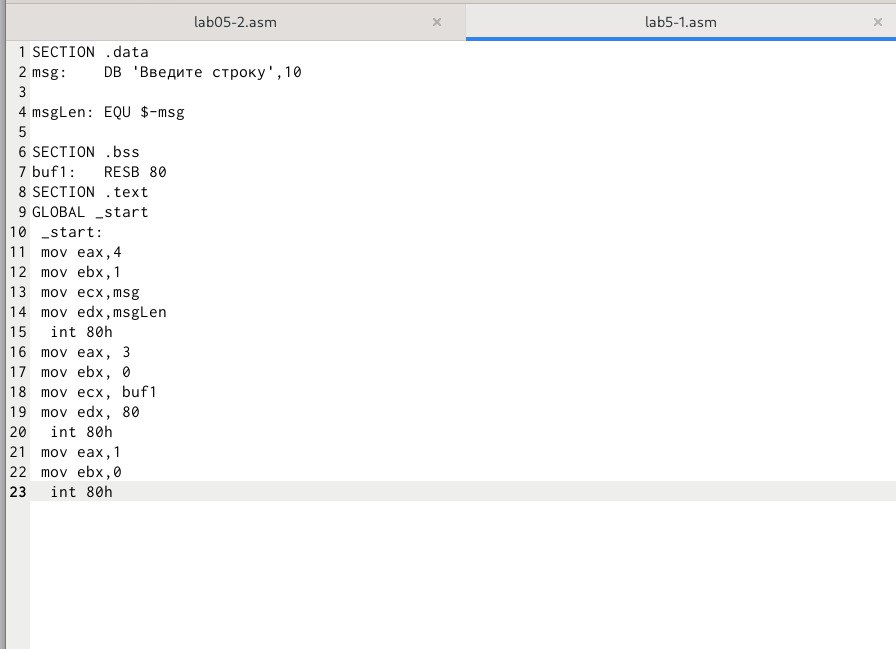 lab05-2.asm × lab5-1.asm ×
1 SECTION .data
2 msg:    DB 'Введите строку',10
3
4 msgLen: EQU $-msg
5
6 SECTION .bss
7 buf1:   RESB 80
8 SECTION .text
9 GLOBAL _start
10  _start:
11  mov eax,4
12  mov ebx,1
13  mov ecx,msg
14  mov edx,msgLen
15   int 80h
16  mov eax, 3
17  mov ebx, 0
18  mov ecx, buf1
19  mov edx, 80
20   int 80h
21  mov eax,1
22  mov ebx,0
23   int 80h